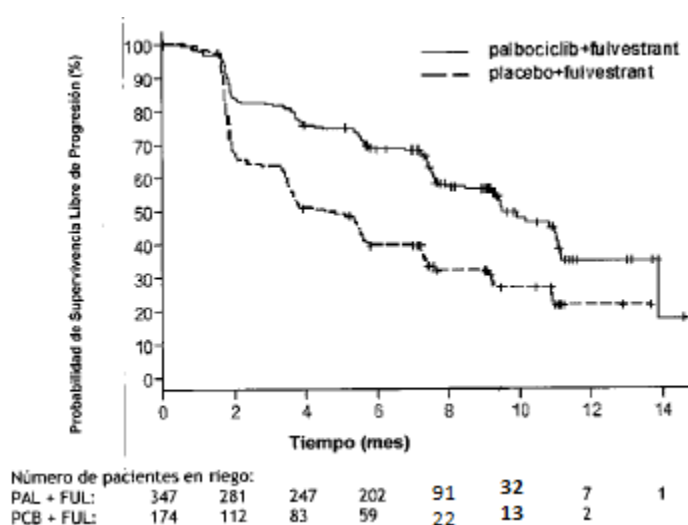 palbociclib+fulvestrant
placebo+fulvestrant
Probabilidad de Supervivencia Libre de Progresión (%)
100
90
80
70
60
50
40
30
20
10
0
0 2 4 6 8 10 12 14
Tiempo (mes)
Número de pacientes en riego:
PAL + FUL: 347 281 247 202 91 32 7 1
PCB + FUL: 174 112 83 59 22 13 2